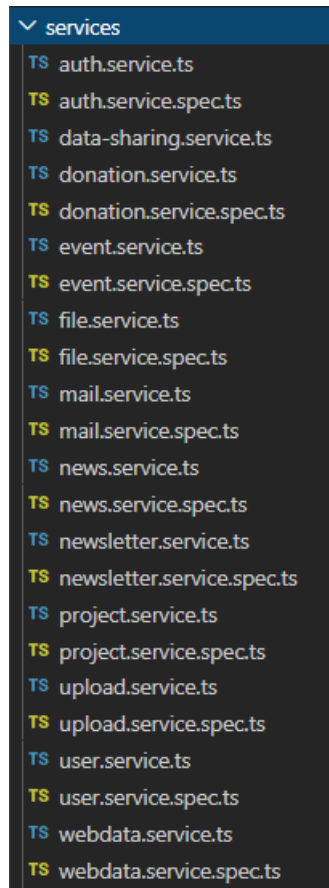 services
TS auth.service.ts
TS auth.service.spec.ts
TS data-sharing.service.ts
TS donation.service.ts
TS donation.service.spec.ts
TS event.service.ts
TS event.service.spec.ts
TS file.service.ts
TS file.service.spec.ts
TS mail.service.ts
TS mail.service.spec.ts
TS news.service.ts
TS news.service.spec.ts
TS newsletter.service.ts
TS newsletter.service.spec.ts
TS project.service.ts
TS project.service.spec.ts
TS upload.service.ts
TS upload.service.spec.ts
TS user.service.ts
TS user.service.spec.ts
TS webdata.service.ts
TS webdata.service.spec.ts